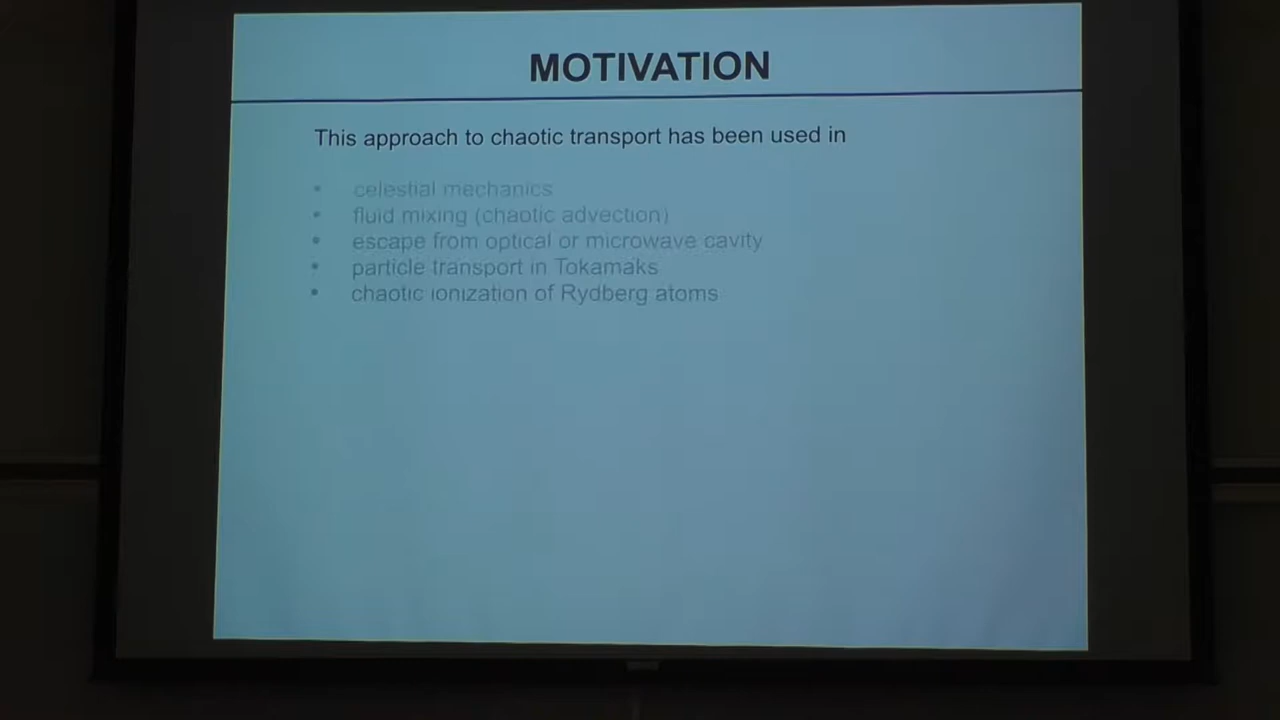 MOTIVATION
This approach to chaotic transport has been used in
• celestial mechanics
• fluid mixing (chaotic advection)
• escape from optical or microwave cavity
• particle transport in Tokamaks
• chaotic ionization of Rydberg atoms